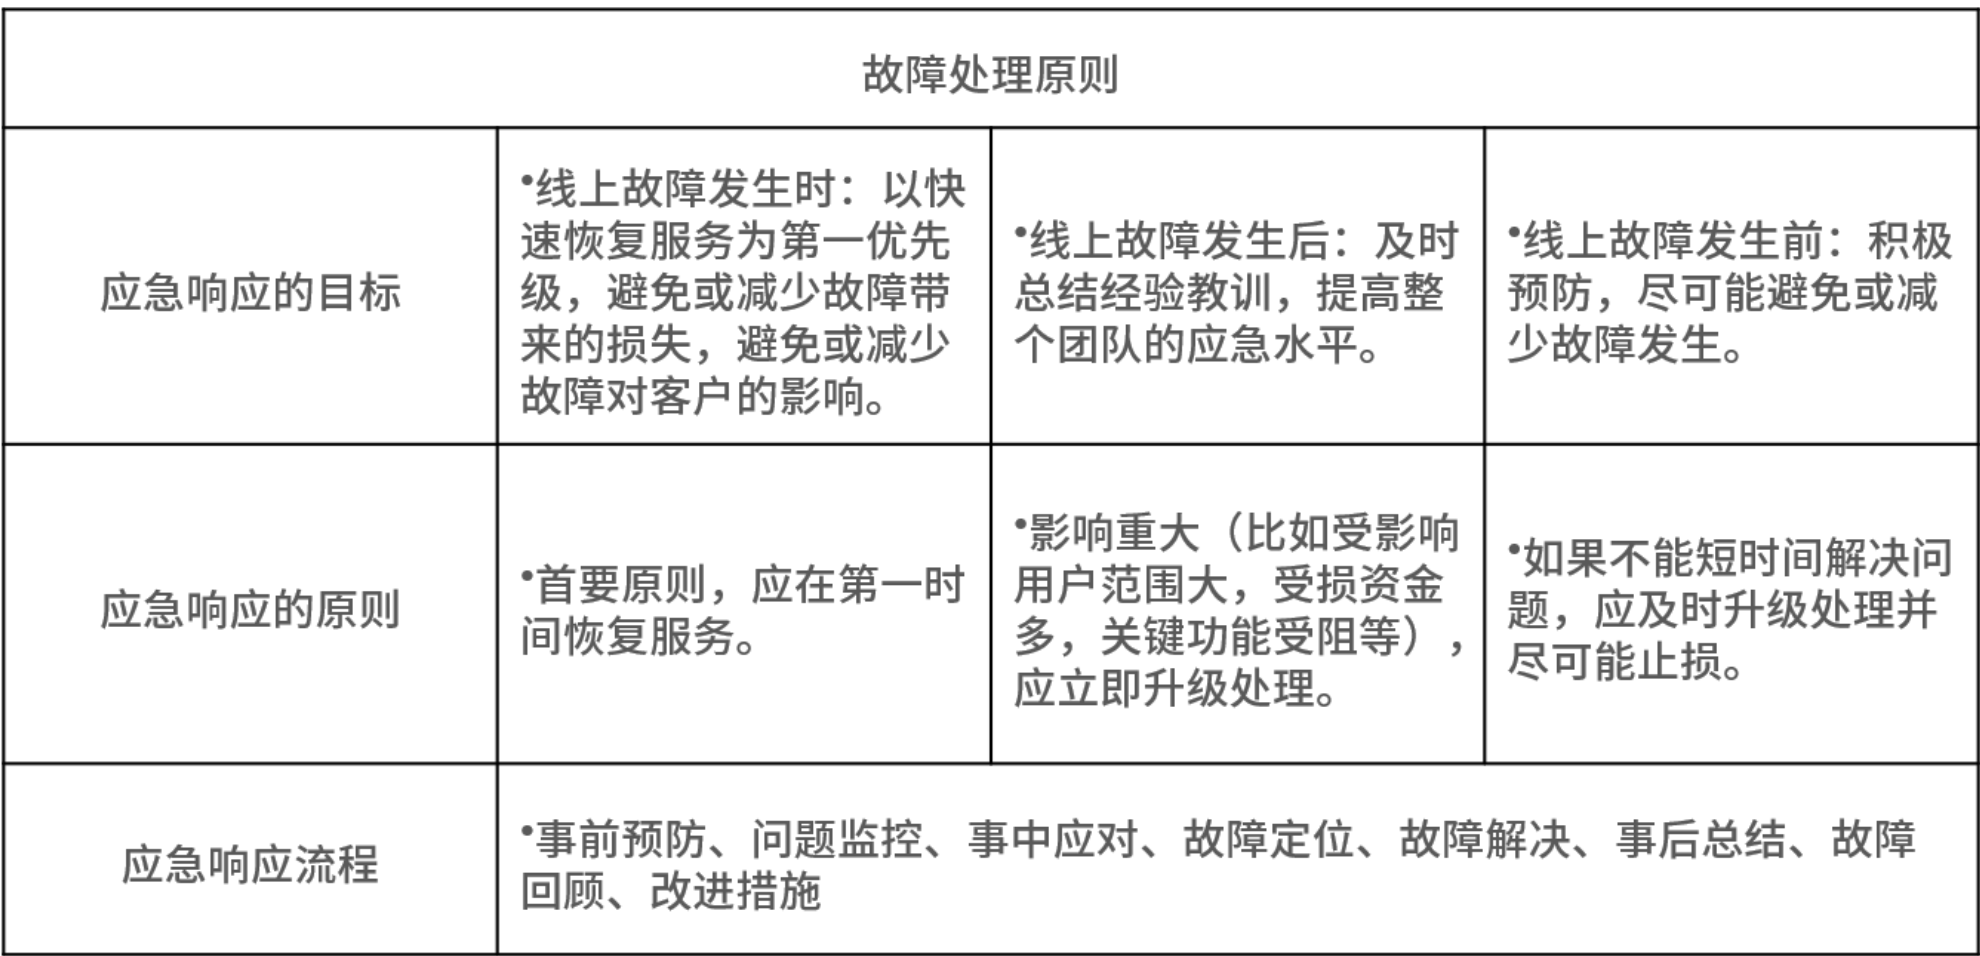 故障处理原则
应急响应的目标
•线上故障发生时：以快
速恢复服务为第一优先
级，避免或减少故障带
来的损失，避免或减少
故障对客户的影响。
•线上故障发生后：及时
总结经验教训，提高整
个团队的应急水平。
•线上故障发生前：积极
预防，尽可能避免或减
少故障发生。
应急响应的原则
•首要原则，应在第一时
间恢复服务。
•影响重大（比如受影响
用户范围大，受损资金
多，关键功能受阻等），
应立即升级处理。
•如果不能短时间解决问
题，应及时升级处理并
尽可能止损。
应急响应流程
•事前预防、问题监控、事中应对、故障定位、故障解决、事后总结、故障
回顾、改进措施